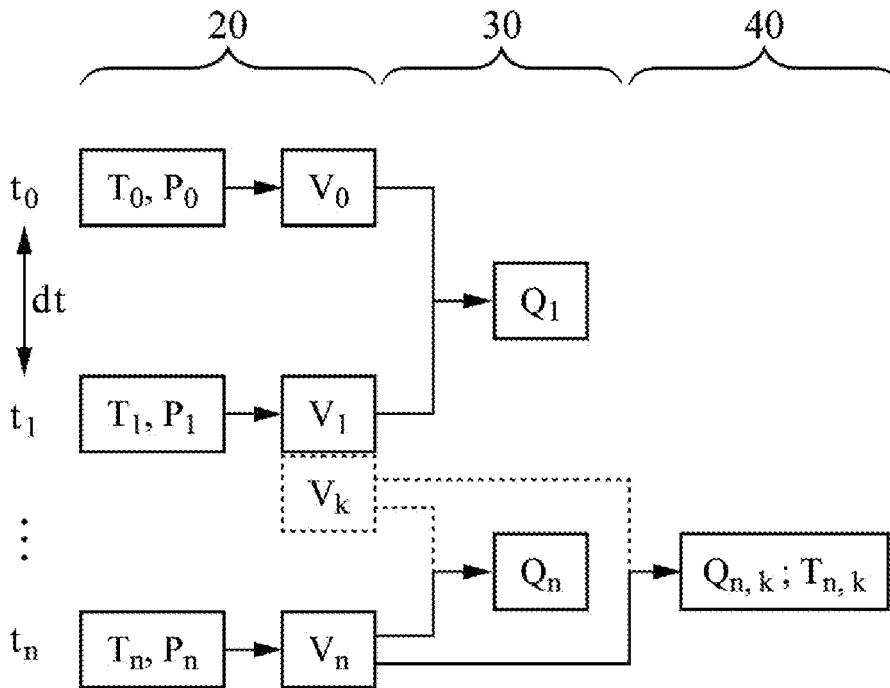 20 30 40
t0 T0, P0 V0
dt Q1
t1 T1, P1 V1
Vk
⋮
Qn Qn, k ; Tn, k
tn Tn, Pn Vn